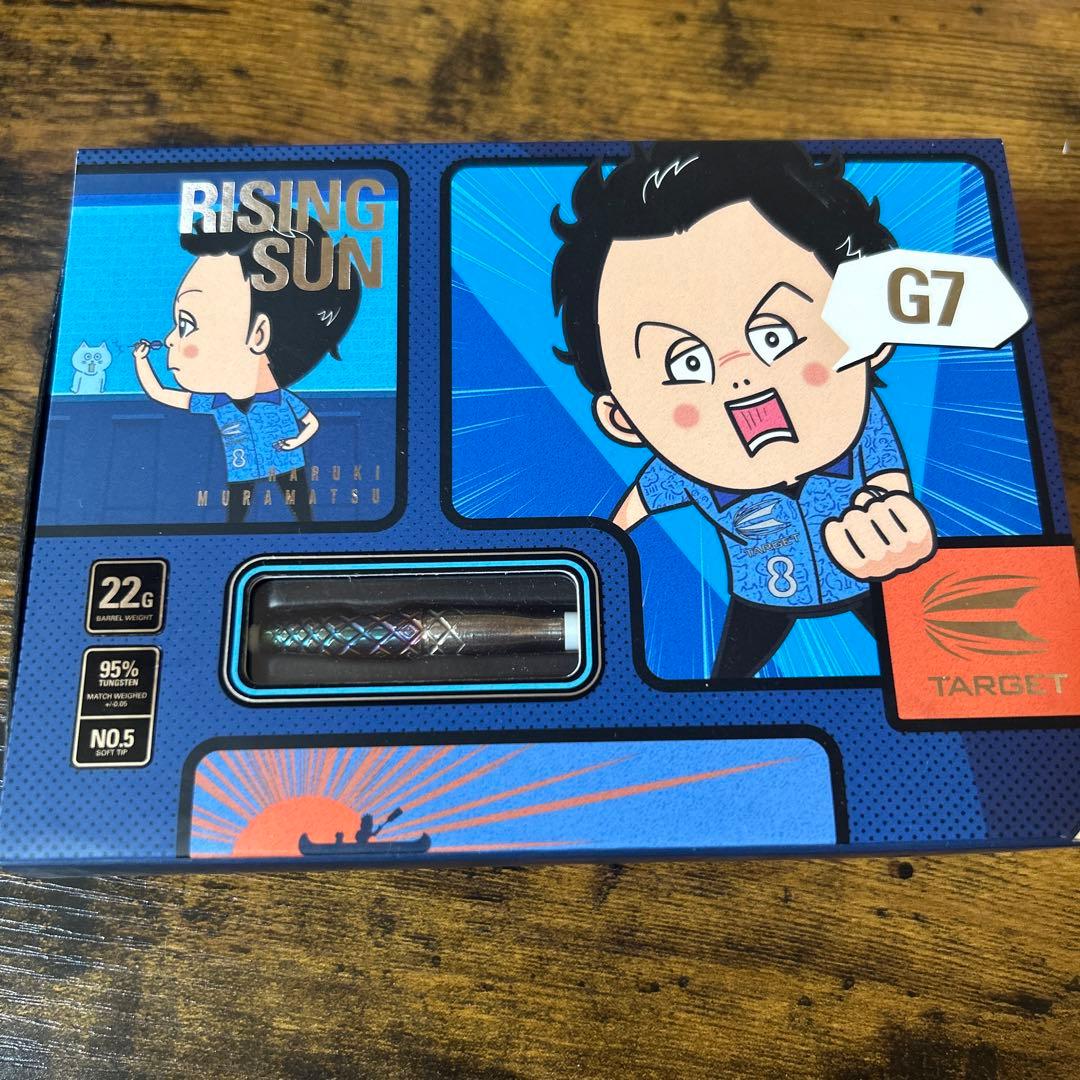 RISING
SUN
G7
8
HARUKI
MURAMATSU
TARGET
8
22G
BARREL WEIGHT
95%
TUNGSTEN
MATCH WEIGHED
+/-0.05
NO.5
SOFT TIP
TARGET